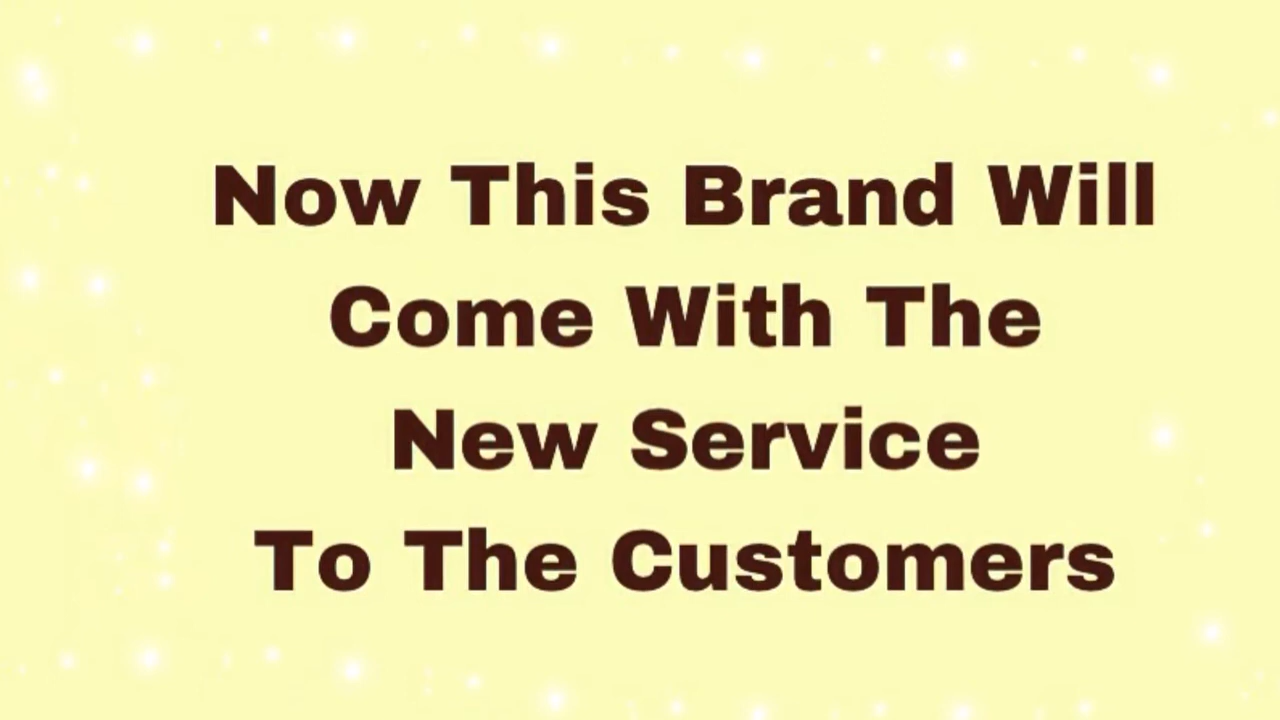 Now This Brand Will
Come With The
New Service
To The Customers